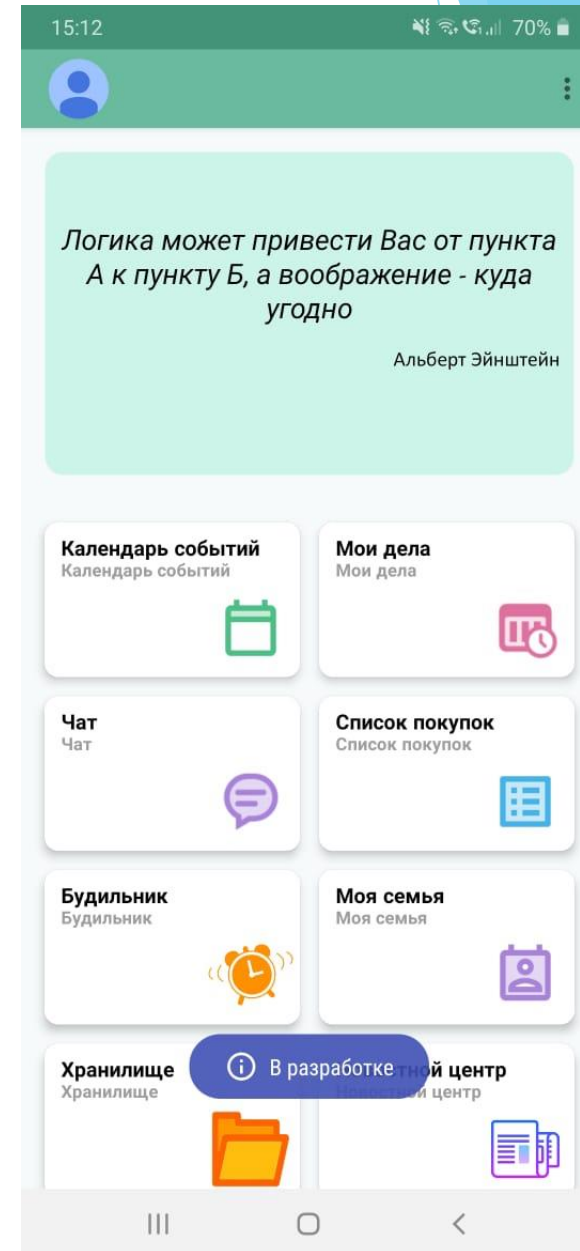 15:12
70%
Логика может привести Вас от пункта
А к пункту Б, а воображение - куда
угодно
Альберт Эйнштейн
Календарь событий
Календарь событий
Мои дела
Мои дела
Чат
Чат
Список покупок
Список покупок
Будильник
Будильник
Моя семья
Моя семья
Хранилище
Хранилище
В разработке
центр
центр